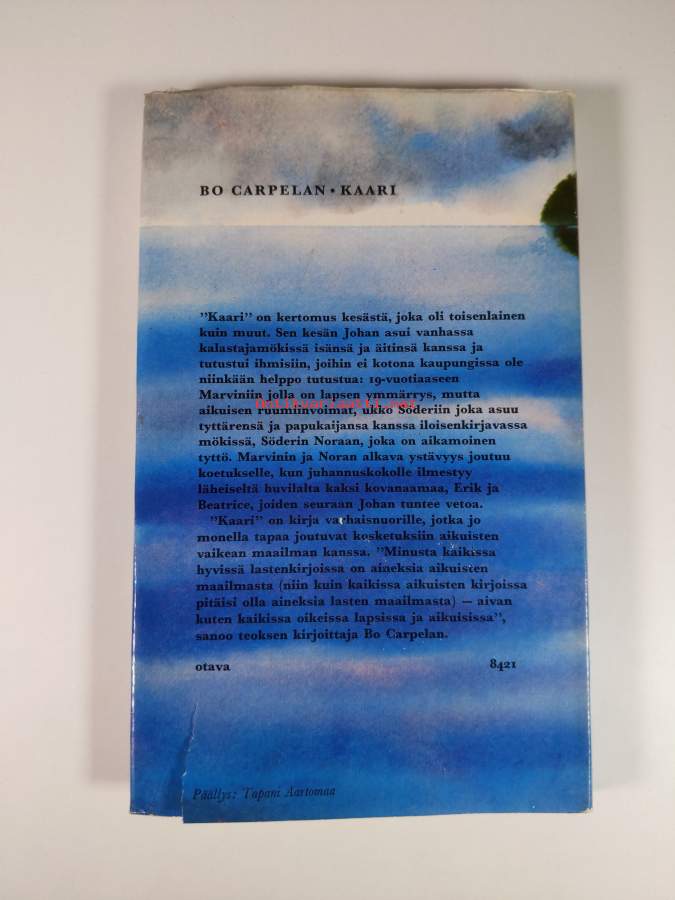 BO CARPELAN • KAARI
"Kaari" on kertomus kesästä, joka oli toisenlainen
kuin muut. Sen kesän Johan asui vanhassa
kalastajamökissä isänsä ja äitinsä kanssa ja
tutustui ihmisiin, joihin ei kotona kaupungissa ole
niinkään helppo tutustua: 19-vuotiaaseen
Marviniin jolla on lapsen ymmärrys, mutta
aikuisen ruumiinvoimat, ukko Söderiin joka asuu
tyttärensä ja papukaijansa kanssa iloisenkirjavassa
mökissä, Söderin Noraan, joka on aikamoinen
tyttö. Marvinin ja Noran alkava ystävyys joutuu
koetukselle, kun juhannuskokolle ilmestyy
läheiseltä huvilalta kaksi kovanaamaa, Erik ja
Beatrice, joiden seuraan Johan tuntee vetoa.
"Kaari" on kirja varhaisnuorille, jotka jo
monella tapaa joutuvat kosketuksiin aikuisten
vaikean maailman kanssa. "Minusta kaikissa
hyvissä lastenkirjoissa on aineksia aikuisten
maailmasta (niin kuin kaikissa aikuisten kirjoissa
pitäisi olla aineksia lasten maailmasta) — aivan
kuten kaikissa oikeissa lapsissa ja aikuisissa",
sanoo teoksen kirjoittaja Bo Carpelan.
otava 8421
Päällys: Tapani Aartomaa